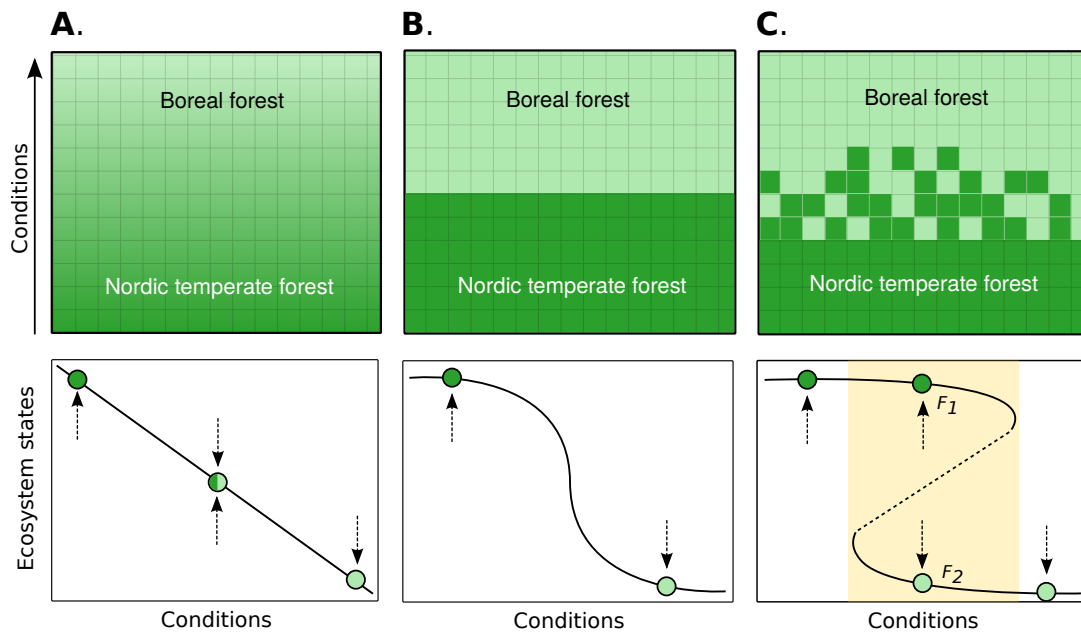 A.
B.
C.
Conditions
Boreal forest
Nordic temperate forest
Boreal forest
Nordic temperate forest
Boreal forest
Nordic temperate forest
Ecosystem states
F1
F2
Conditions
Conditions
Conditions